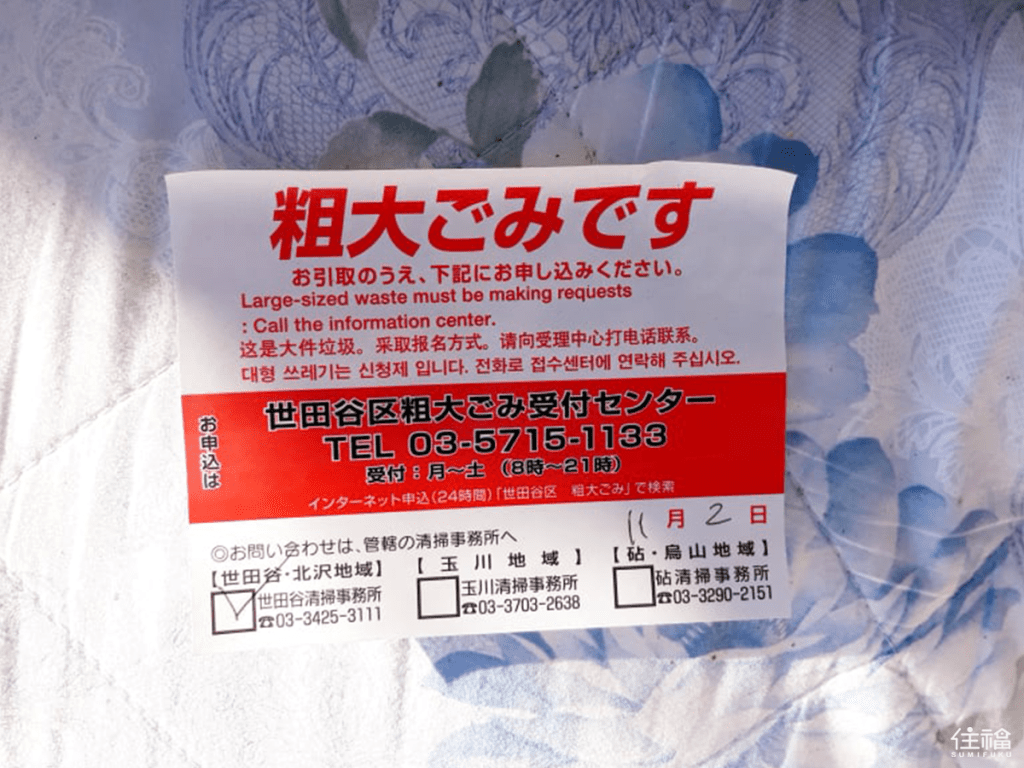 粗大ごみです
お引取のうえ、下記にお申し込みください。
Large-sized waste must be making requests
: Call the information center.
这是大件垃圾。采取报名方式。请向受理中心打电话联系。
대형 쓰레기는 신청제 입니다. 전화로 접수센터에 연락해 주십시오.
お申込は
世田谷区粗大ごみ受付センター
TEL 03-5715-1133
受付：月～土 （8時～21時）
インターネット申込（24時間）「世田谷区 粗大ごみ」で検索
11 月 2 日
◎お問い合わせは、管轄の清掃事務所へ
【世田谷・北沢地域】
世田谷清掃事務所
☎03-3425-3111
【玉川地域】
玉川清掃事務所
☎03-3703-2638
【砧・烏山地域】
砧清掃事務所
☎03-3290-2151
住福
SUMIFUKU